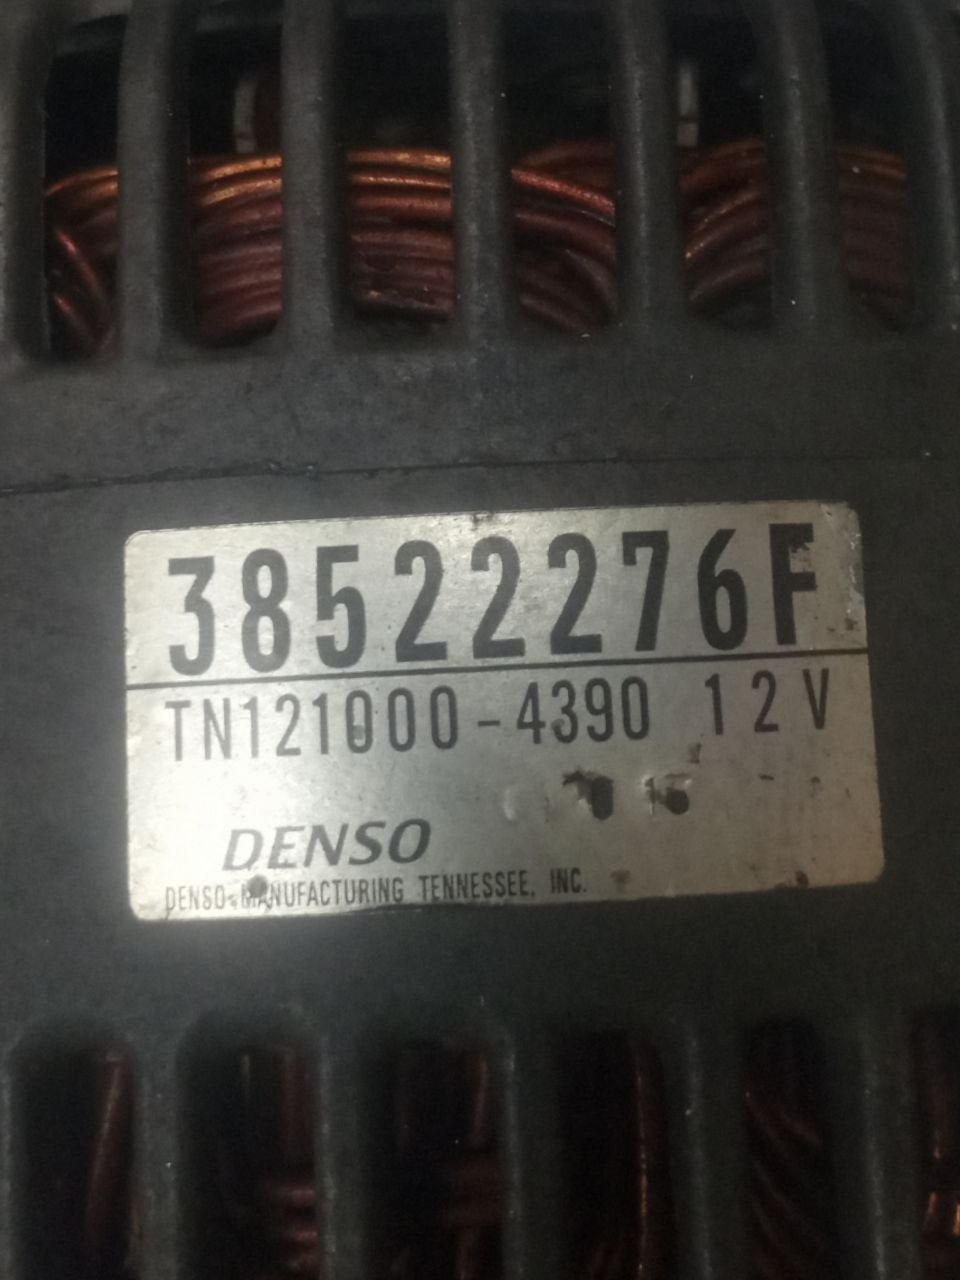 38522276F
TN121000-4390 12V
DENSO
DENSO MANUFACTURING TENNESSEE, INC.